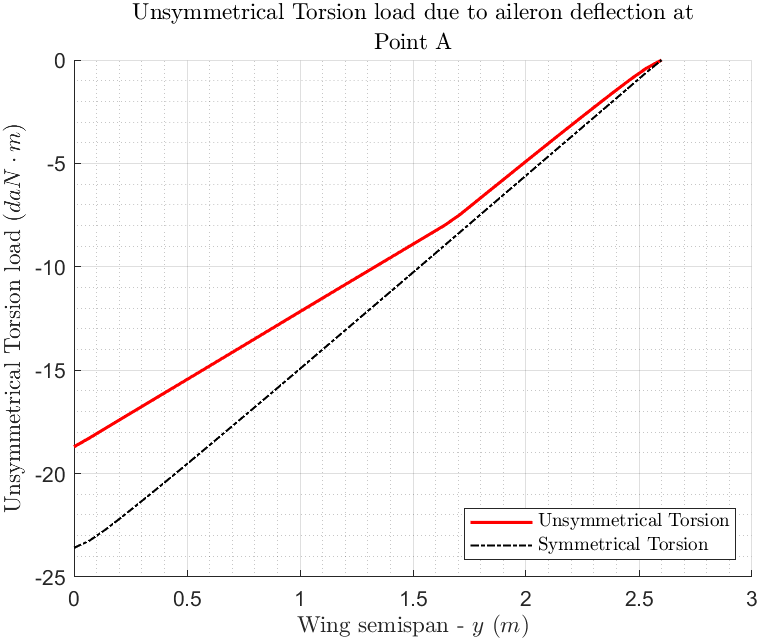 Unsymmetrical Torsion load due to aileron deflection at
Point A
Unsymmetrical Torsion load (daN · m)
0
-5
-10
-15
-20
-25
0
0.5
1
1.5
2
2.5
3
Wing semispan - y (m)
Unsymmetrical Torsion
Symmetrical Torsion